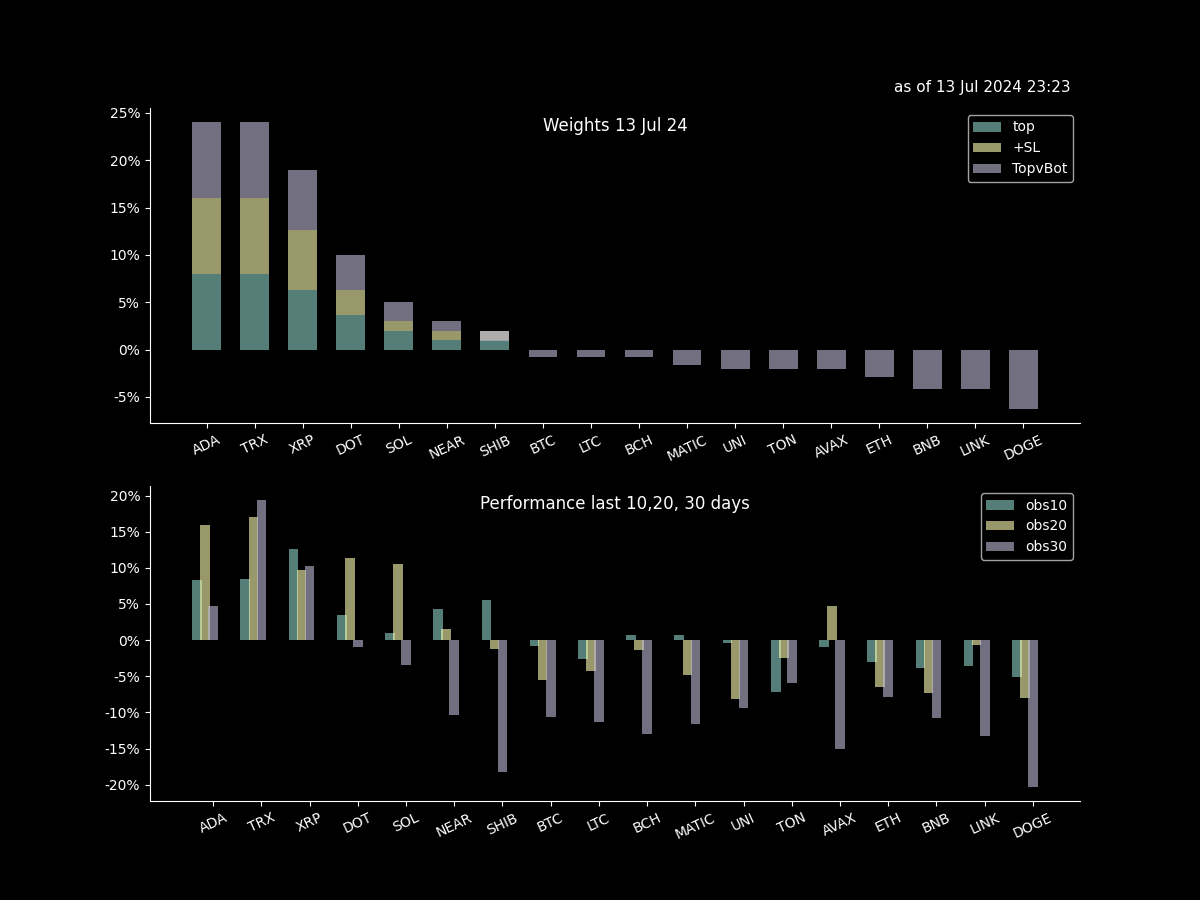 as of 13 Jul 2024 23:23
Weights 13 Jul 24
25%
20%
15%
10%
5%
0%
-5%
top
+SL
TopvBot
ADA TRX XRP DOT SOL NEAR SHIB BTC LTC BCH MATIC UNI TON AVAX ETH BNB LINK DOGE
Performance last 10,20, 30 days
20%
15%
10%
5%
0%
-5%
-10%
-15%
-20%
obs10
obs20
obs30
ADA TRX XRP DOT SOL NEAR SHIB BTC LTC BCH MATIC UNI TON AVAX ETH BNB LINK DOGE